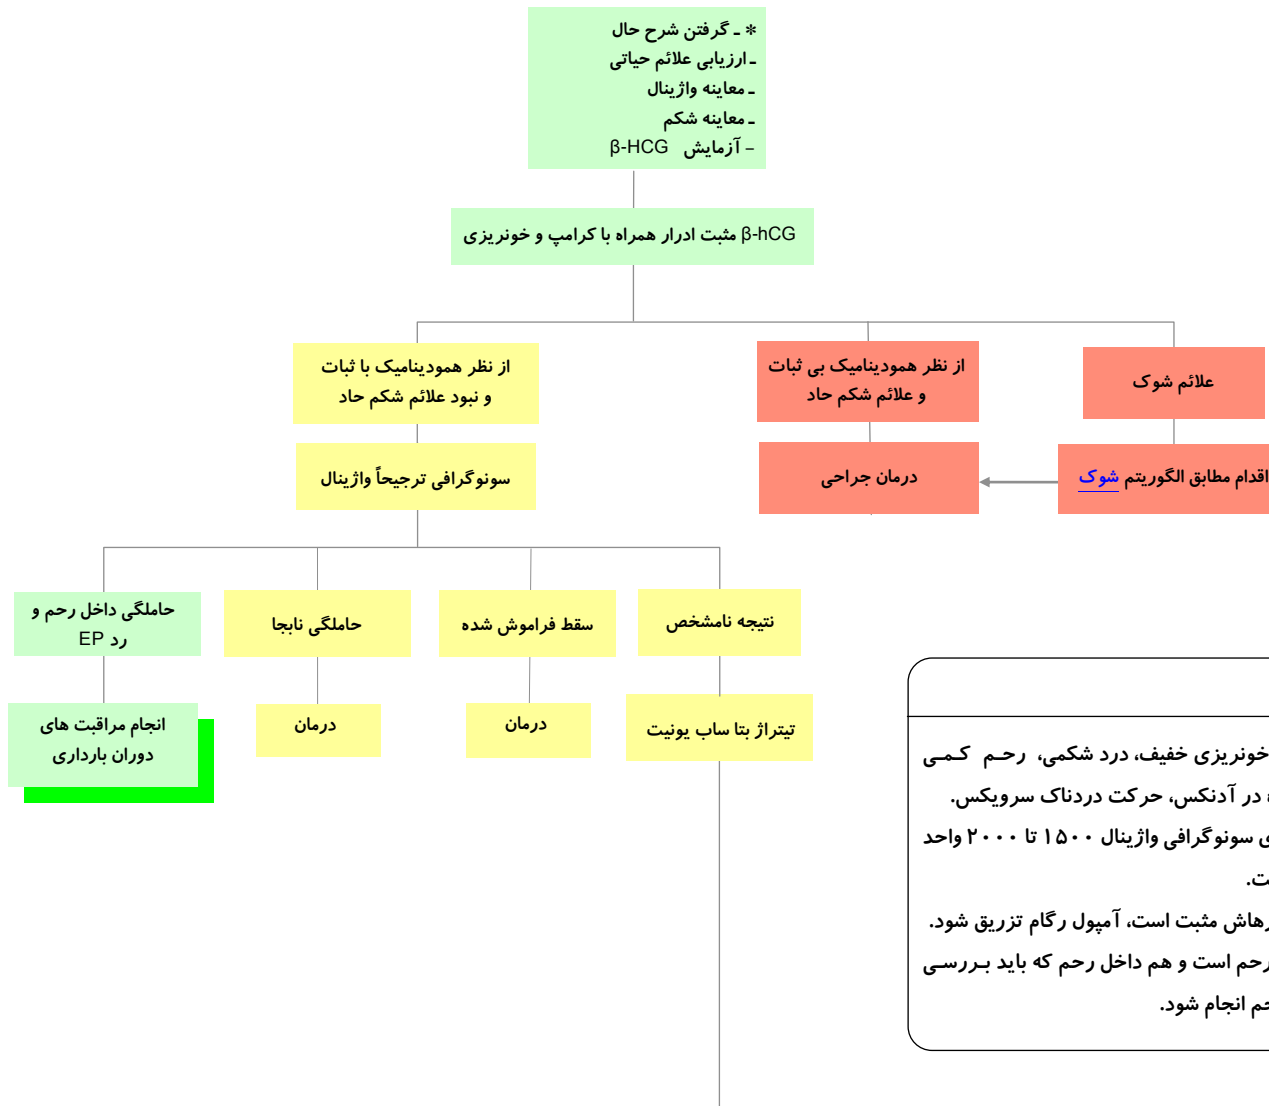 * ـ گرفتن شرح حال
ـ ارزیابی علائم حیاتی
ـ معاینه واژینال
ـ معاینه شکم
– آزمایش β-HCG
β-hCG مثبت ادرار همراه با کرامپ و خونریزی
علائم شوک
از نظر همودینامیک بی ثبات
و علائم شکم حاد
از نظر همودینامیک با ثبات
و نبود علائم شکم حاد
اقدام مطابق الگوریتم شوک
درمان جراحی
سونوگرافی ترجیحاً واژینال
نتیجه نامشخص
سقط فراموش شده
حاملگی نابجا
حاملگی داخل رحم و
رد EP
تیتراژ بتا ساب یونیت
درمان
درمان
انجام مراقبت های
دوران بارداری
خونریزی خفیف، درد شکمی، رحم کمی
در آدنکس، حرکت دردناک سرویکس.
سونوگرافی واژینال ۱۵۰۰ تا ۲۰۰۰ واحد
مثبت است، آمپول رگام تزریق شود.
رحم است و هم داخل رحم که باید بررسی
انجام شود.